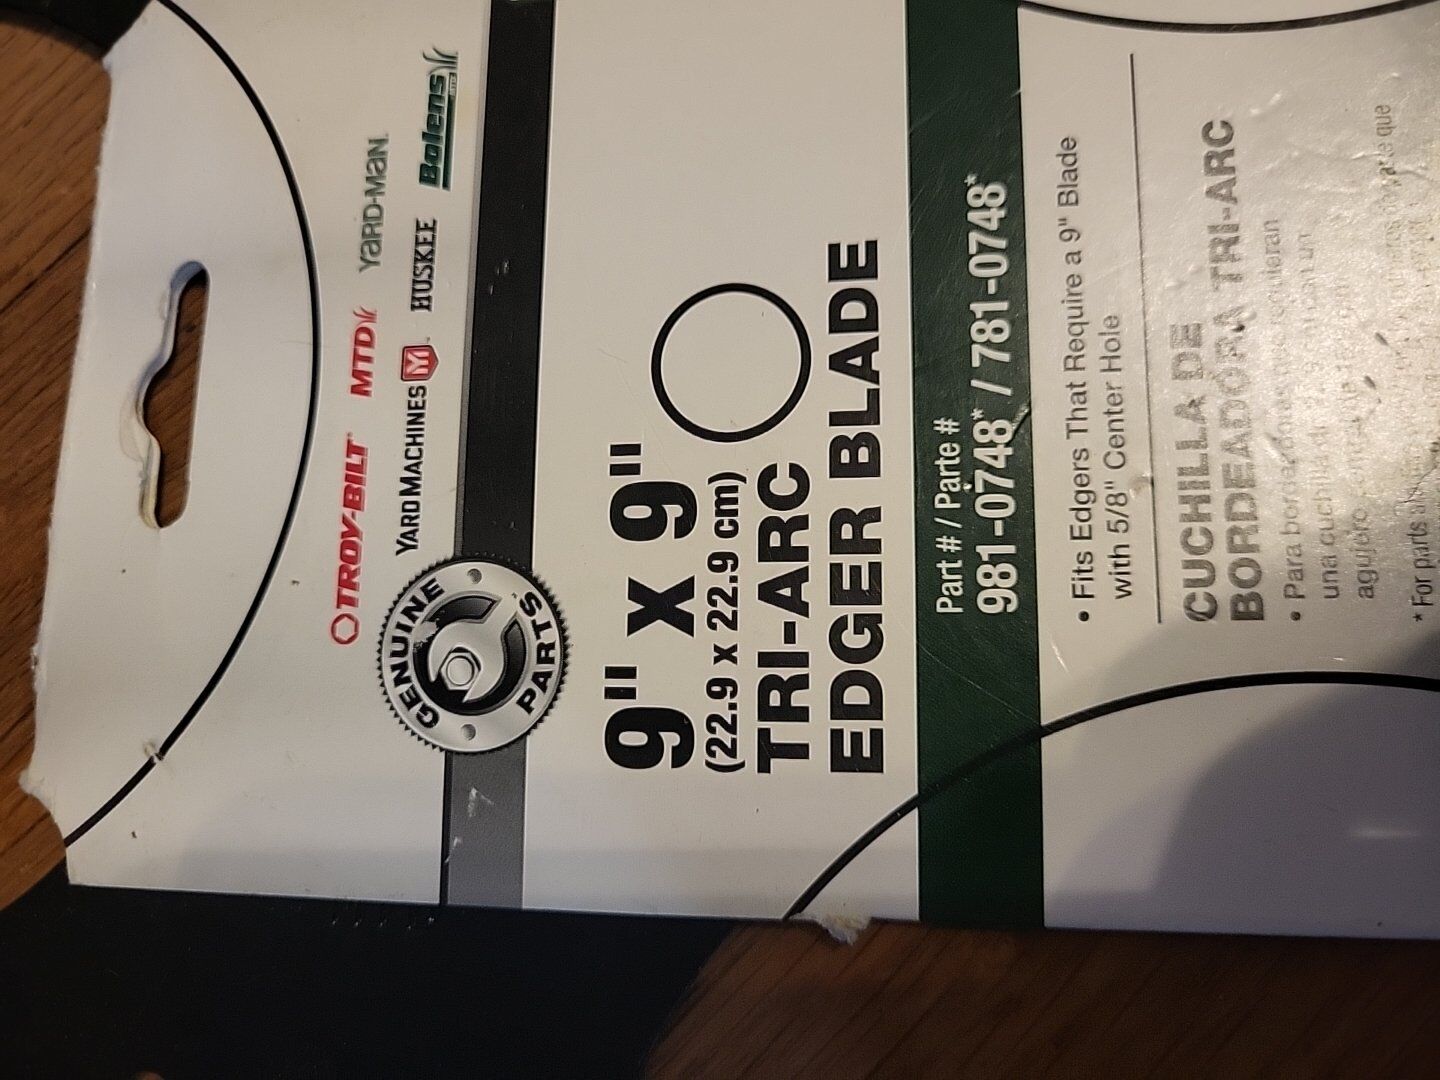 TROY-BILT MTD YARD-MAN
YARD MACHINES HUSKEE Bolens
GENUINE PARTS
9" x 9"
(22.9 x 22.9 cm)
TRI-ARC
EDGER BLADE
Part # / Parte #
981-0748* / 781-0748*
• Fits Edgers That Require a 9" Blade
with 5/8" Center Hole
CUCHILLA DE
BORDEADORA TRI-ARC
• Para
una cuchilla
agujero
* For parts